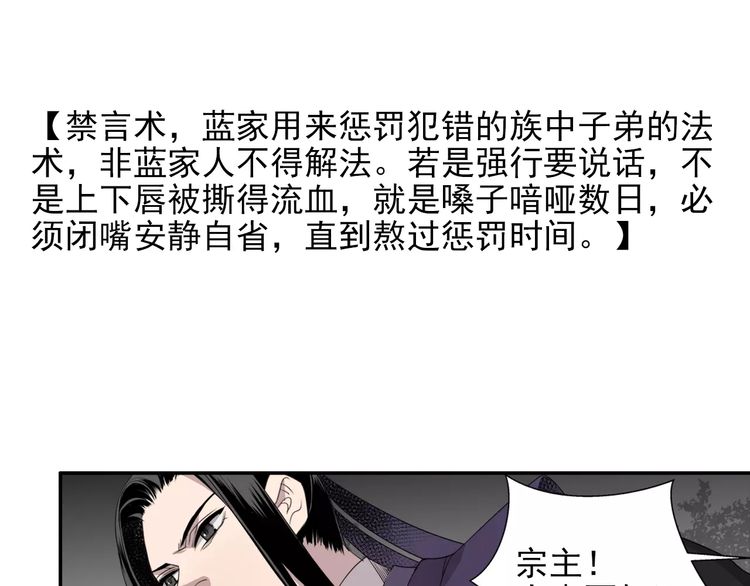 【禁言术，蓝家用来惩罚犯错的族中子弟的法
术，非蓝家人不得解法。若是强行要说话，不
是上下唇被撕得流血，就是嗓子喑哑数日，必
须闭嘴安静自省，直到熬过惩罚时间。】
宗主！